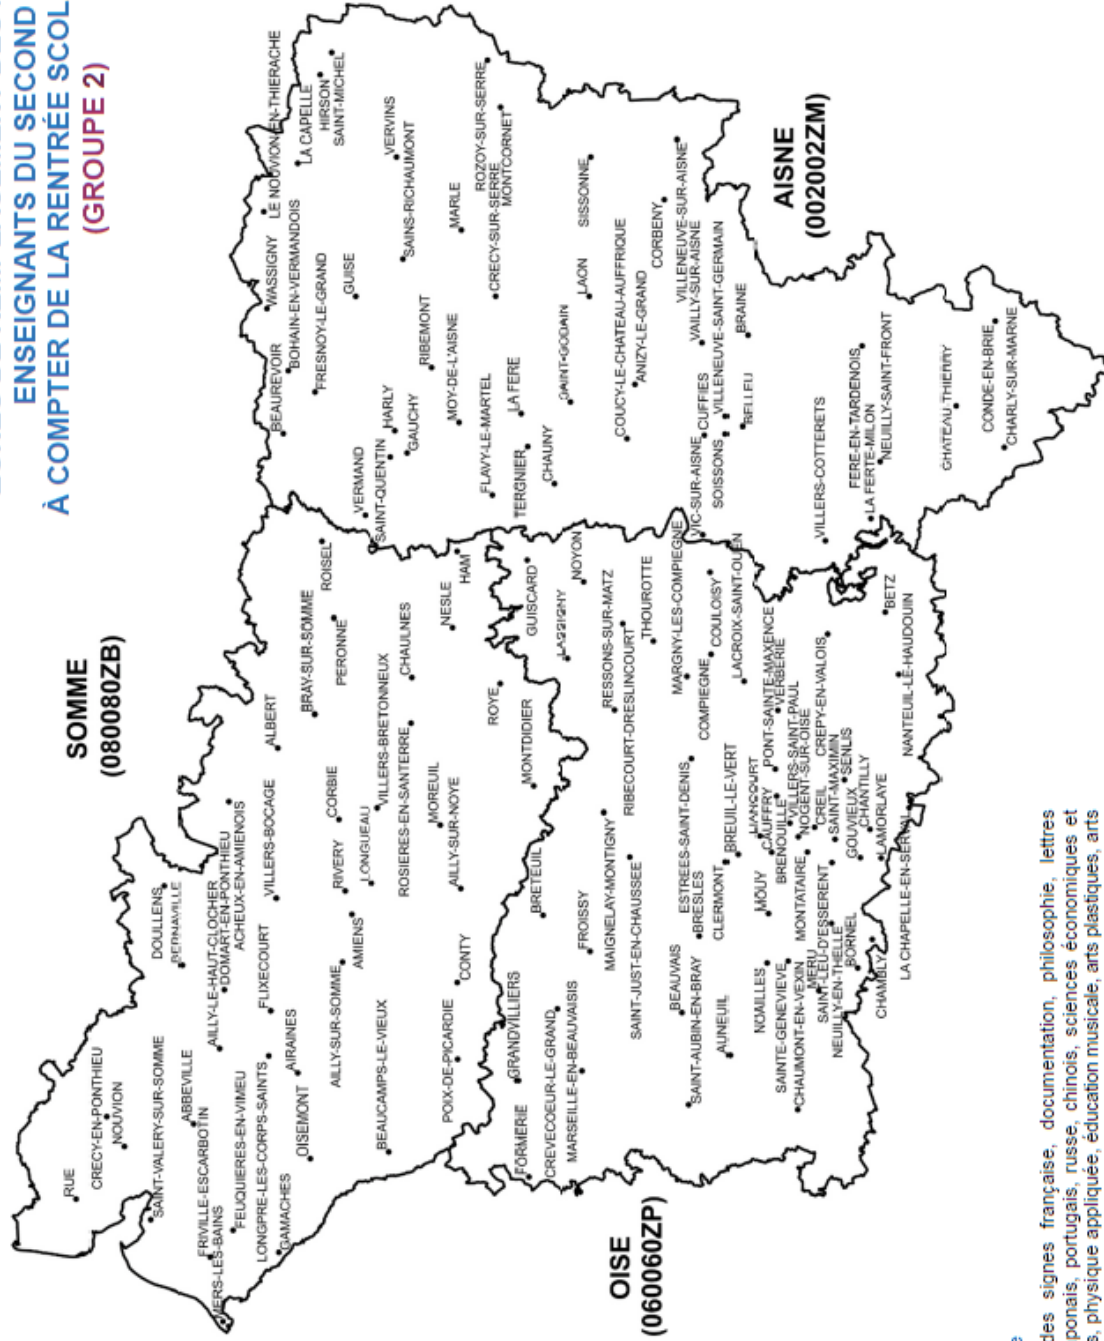 ENSEIGNANTS DU SECOND
À COMPTER DE LA RENTRÉE SCOL
(GROUPE 2)
SOMME
(080080ZB)
RUE
CRECY-EN-PONTHIEU
NOUVION
SAINT-VALERY-SUR-SOMME
ABBEVILLE
FRIVILLE-ESCARBOTIN
MERS-LES-BAINS
FEUQUIERES-EN-VIMEU
LONGPRE-LES-CORPS-SAINTS
GAMACHES
AIRAINES
OISEMONT
DOULLENS
BERNAVILLE
AILLY-LE-HAUT-CLOCHER
DOMART-EN-PONTHIEU
ACHEUX-EN-AMIENOIS
FLIXECOURT
VILLERS-BOCAGE
ALBERT
BRAY-SUR-SOMME
ROISEL
PERONNE
CORBIE
RIVERY
AMIENS
LONGUEAU
AILLY-SUR-SOMME
BEAUCAMPS-LE-VIEUX
VILLERS-BRETONNEUX
CHAULNES
ROSIERES-EN-SANTERRE
MOREUIL
AILLY-SUR-NOYE
NESLE
HAM
ROYE
MONTDIDIER
CONTY
POIX-DE-PICARDIE
AISNE
(002002ZM)
LE NOUVION-EN-THIERACHE
LA CAPELLE
HIRSON
SAINT-MICHEL
WASSIGNY
BOHAIN-EN-VERMANDOIS
FRESNOY-LE-GRAND
BEAUREVOIR
GUISE
VERVINS
SAINS-RICHAUMONT
VERMAND
SAINT-QUENTIN
HARLY
GAUCHY
RIBEMONT
MOY-DE-L'AISNE
MARLE
ROZOY-SUR-SERRE
MONTCORNET
CRECY-SUR-SERRE
FLAVY-LE-MARTEL
LA FERE
TERGNIER
CHAUNY
SAINT-GODAIN
LAON
SISSONNE
COUCY-LE-CHATEAU-AUFFRIQUE
ANIZY-LE-GRAND
CORBENY
VILLENEUVE-SUR-AISNE
VAILLY-SUR-AISNE
VILLENEUVE-SAINT-GERMAIN
VIC-SUR-AISNE
CUFFIES
SOISSONS
BELLEU
BRAINE
VILLERS-COTTERETS
FERE-EN-TARDENOIS
LA FERTE-MILON
NEUILLY-SAINT-FRONT
CHATEAU-THIERRY
CONDE-EN-BRIE
CHARLY-SUR-MARNE
OISE
(060060ZP)
FORMERIE
GRANDVILLIERS
CREVECOEUR-LE-GRAND
MARSEILLE-EN-BEAUVAISIS
BRETEUIL
FROISSY
MAIGNELAY-MONTIGNY
SAINT-JUST-EN-CHAUSSEE
GUISCARD
LASSIGNY
NOYON
RESSONS-SUR-MATZ
RIBECOURT-DRESLINCOURT
THOUROTTE
MARGNY-LES-COMPIEGNE
COMPIEGNE
COULOISY
LACROIX-SAINT-OUEN
BEAUVAIS
SAINT-AUBIN-EN-BRAY
AUNEUIL
ESTREES-SAINT-DENIS
BRESLES
CLERMONT
BREUIL-LE-VERT
LIANCOURT
CAUFFRY
MOUY
BRENOUILLE
PONT-SAINTE-MAXENCE
VERBERIE
VILLERS-SAINT-PAUL
NOGENT-SUR-OISE
CREPY-EN-VALOIS
CREIL
SAINT-MAXIMIN
SENLIS
NOAILLES
SAINTE-GENEVIEVE
CHAUMONT-EN-VEXIN
MONTATAIRE
MERU
SAINT-LEU-D'ESSERENT
NEUILLY-EN-THELLE
BORNEL
GOUVIEUX
CHANTILLY
LAMORLAYE
CHAMBLY
LA CHAPELLE-EN-SERVAL
NANTEUIL-LE-HAUDOUIN
BETZ
des signes française, documentation, philosophie, lettres
ponais, portugais, russe, chinois, sciences économiques et
s, physique appliquée, éducation musicale, arts plastiques, arts